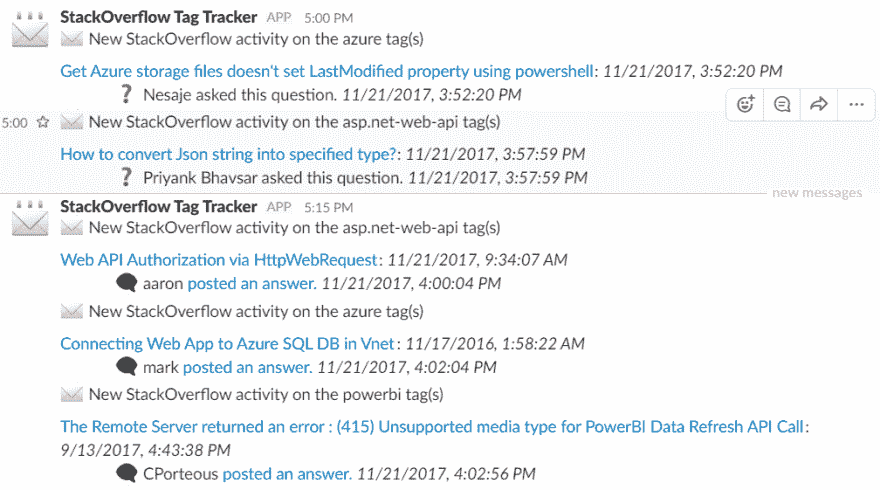 StackOverflow Tag Tracker APP 5:00 PM
New StackOverflow activity on the azure tag(s)
Get Azure storage files doesn't set LastModified property using powershell: 11/21/2017, 3:52:20 PM
? Nesaje asked this question. 11/21/2017, 3:52:20 PM
5:00 New StackOverflow activity on the asp.net-web-api tag(s)
How to convert Json string into specified type?: 11/21/2017, 3:57:59 PM
? Priyank Bhavsar asked this question. 11/21/2017, 3:57:59 PM
new messages
StackOverflow Tag Tracker APP 5:15 PM
New StackOverflow activity on the asp.net-web-api tag(s)
Web API Authorization via HttpWebRequest: 11/21/2017, 9:34:07 AM
aaron posted an answer. 11/21/2017, 4:00:04 PM
New StackOverflow activity on the azure tag(s)
Connecting Web App to Azure SQL DB in Vnet: 11/17/2016, 1:58:22 AM
mark posted an answer. 11/21/2017, 4:02:04 PM
New StackOverflow activity on the powerbi tag(s)
The Remote Server returned an error : (415) Unsupported media type for PowerBI Data Refresh API Call:
9/13/2017, 4:43:38 PM
CPorteous posted an answer. 11/21/2017, 4:02:56 PM